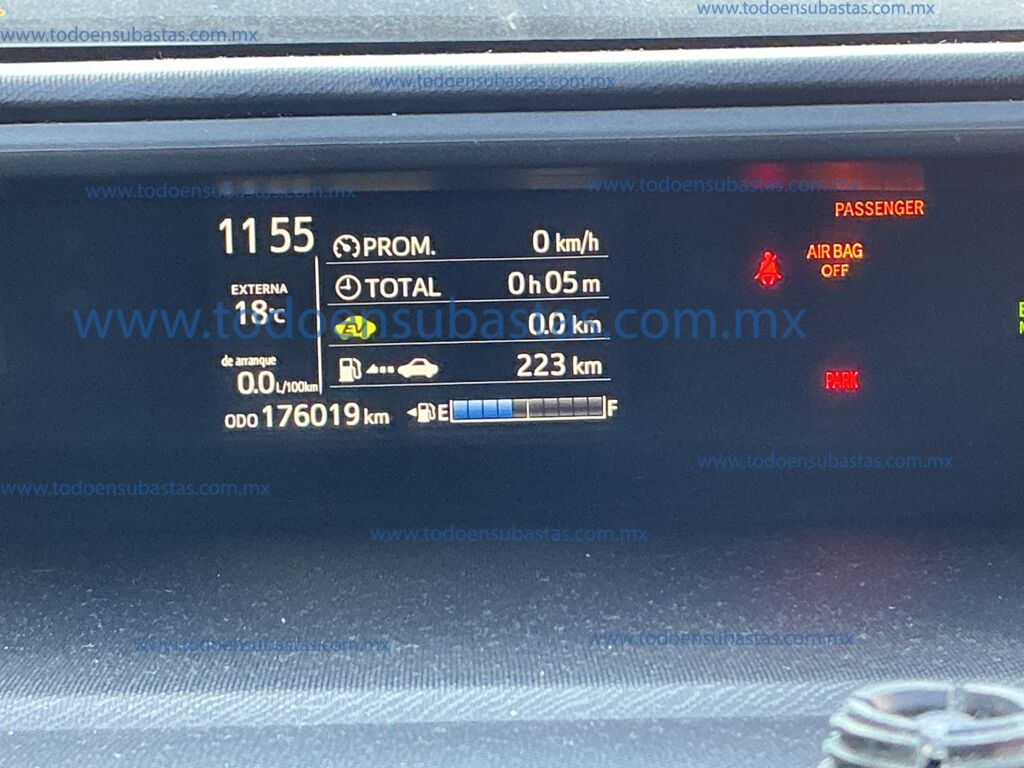 www.todoensubastas.com.mx
www.todoensubastas.com.mx
www.todoensubastas.com.mx
www.todoensubastas.com.mx
www.todoensubastas.com.mx
PASSENGER
AIR BAG
OFF
PARK
11 55
EXTERNA
18°C
de arranque
0.0 L/100km
PROM. 0 km/h
TOTAL 0h05m
EV 0.0 km
223 km
ODO 176019 km
E F
www.todoensubastas.com.mx
www.todoensubastas.com.mx
www.todoensubastas.com.mx
www.todoensubastas.com.mx
www.todoensubastas.com.mx
www.todoensubastas.com.mx